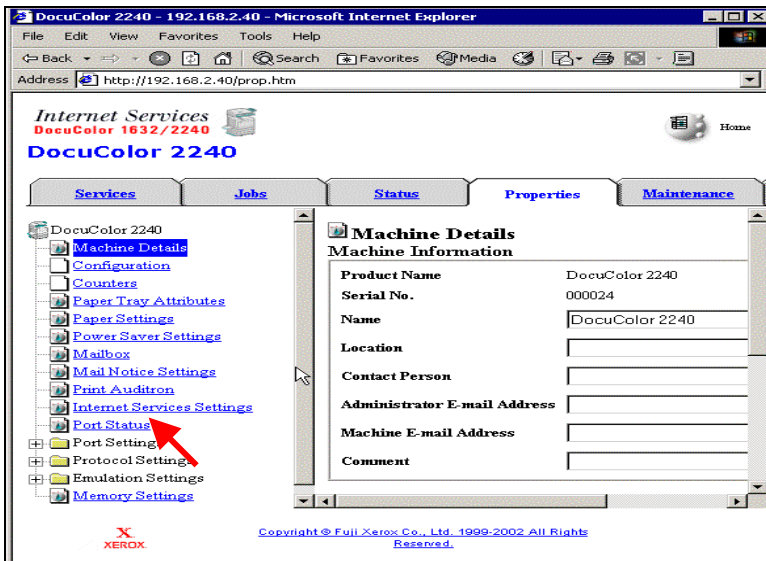 DocuColor 2240 - 192.168.2.40 - Microsoft Internet Explorer
File Edit View Favorites Tools Help
Back Search Favorites Media
Address http://192.168.2.40/prop.htm
Internet Services
DocuColor 1632/2240
DocuColor 2240
Home
Services Jobs Status Properties Maintenance
DocuColor 2240
Machine Details
Configuration
Counters
Paper Tray Attributes
Paper Settings
Power Saver Settings
Mailbox
Mail Notice Settings
Print Auditron
Internet Services Settings
Port Status
Port Setting
Protocol Settings
Emulation Settings
Memory Settings
Machine Details
Machine Information
Product Name DocuColor 2240
Serial No. 000024
Name DocuColor 2240
Location
Contact Person
Administrator E-mail Address
Machine E-mail Address
Comment
X
XEROX.
Copyright © Fuji Xerox Co., Ltd. 1999-2002 All Rights
Reserved.